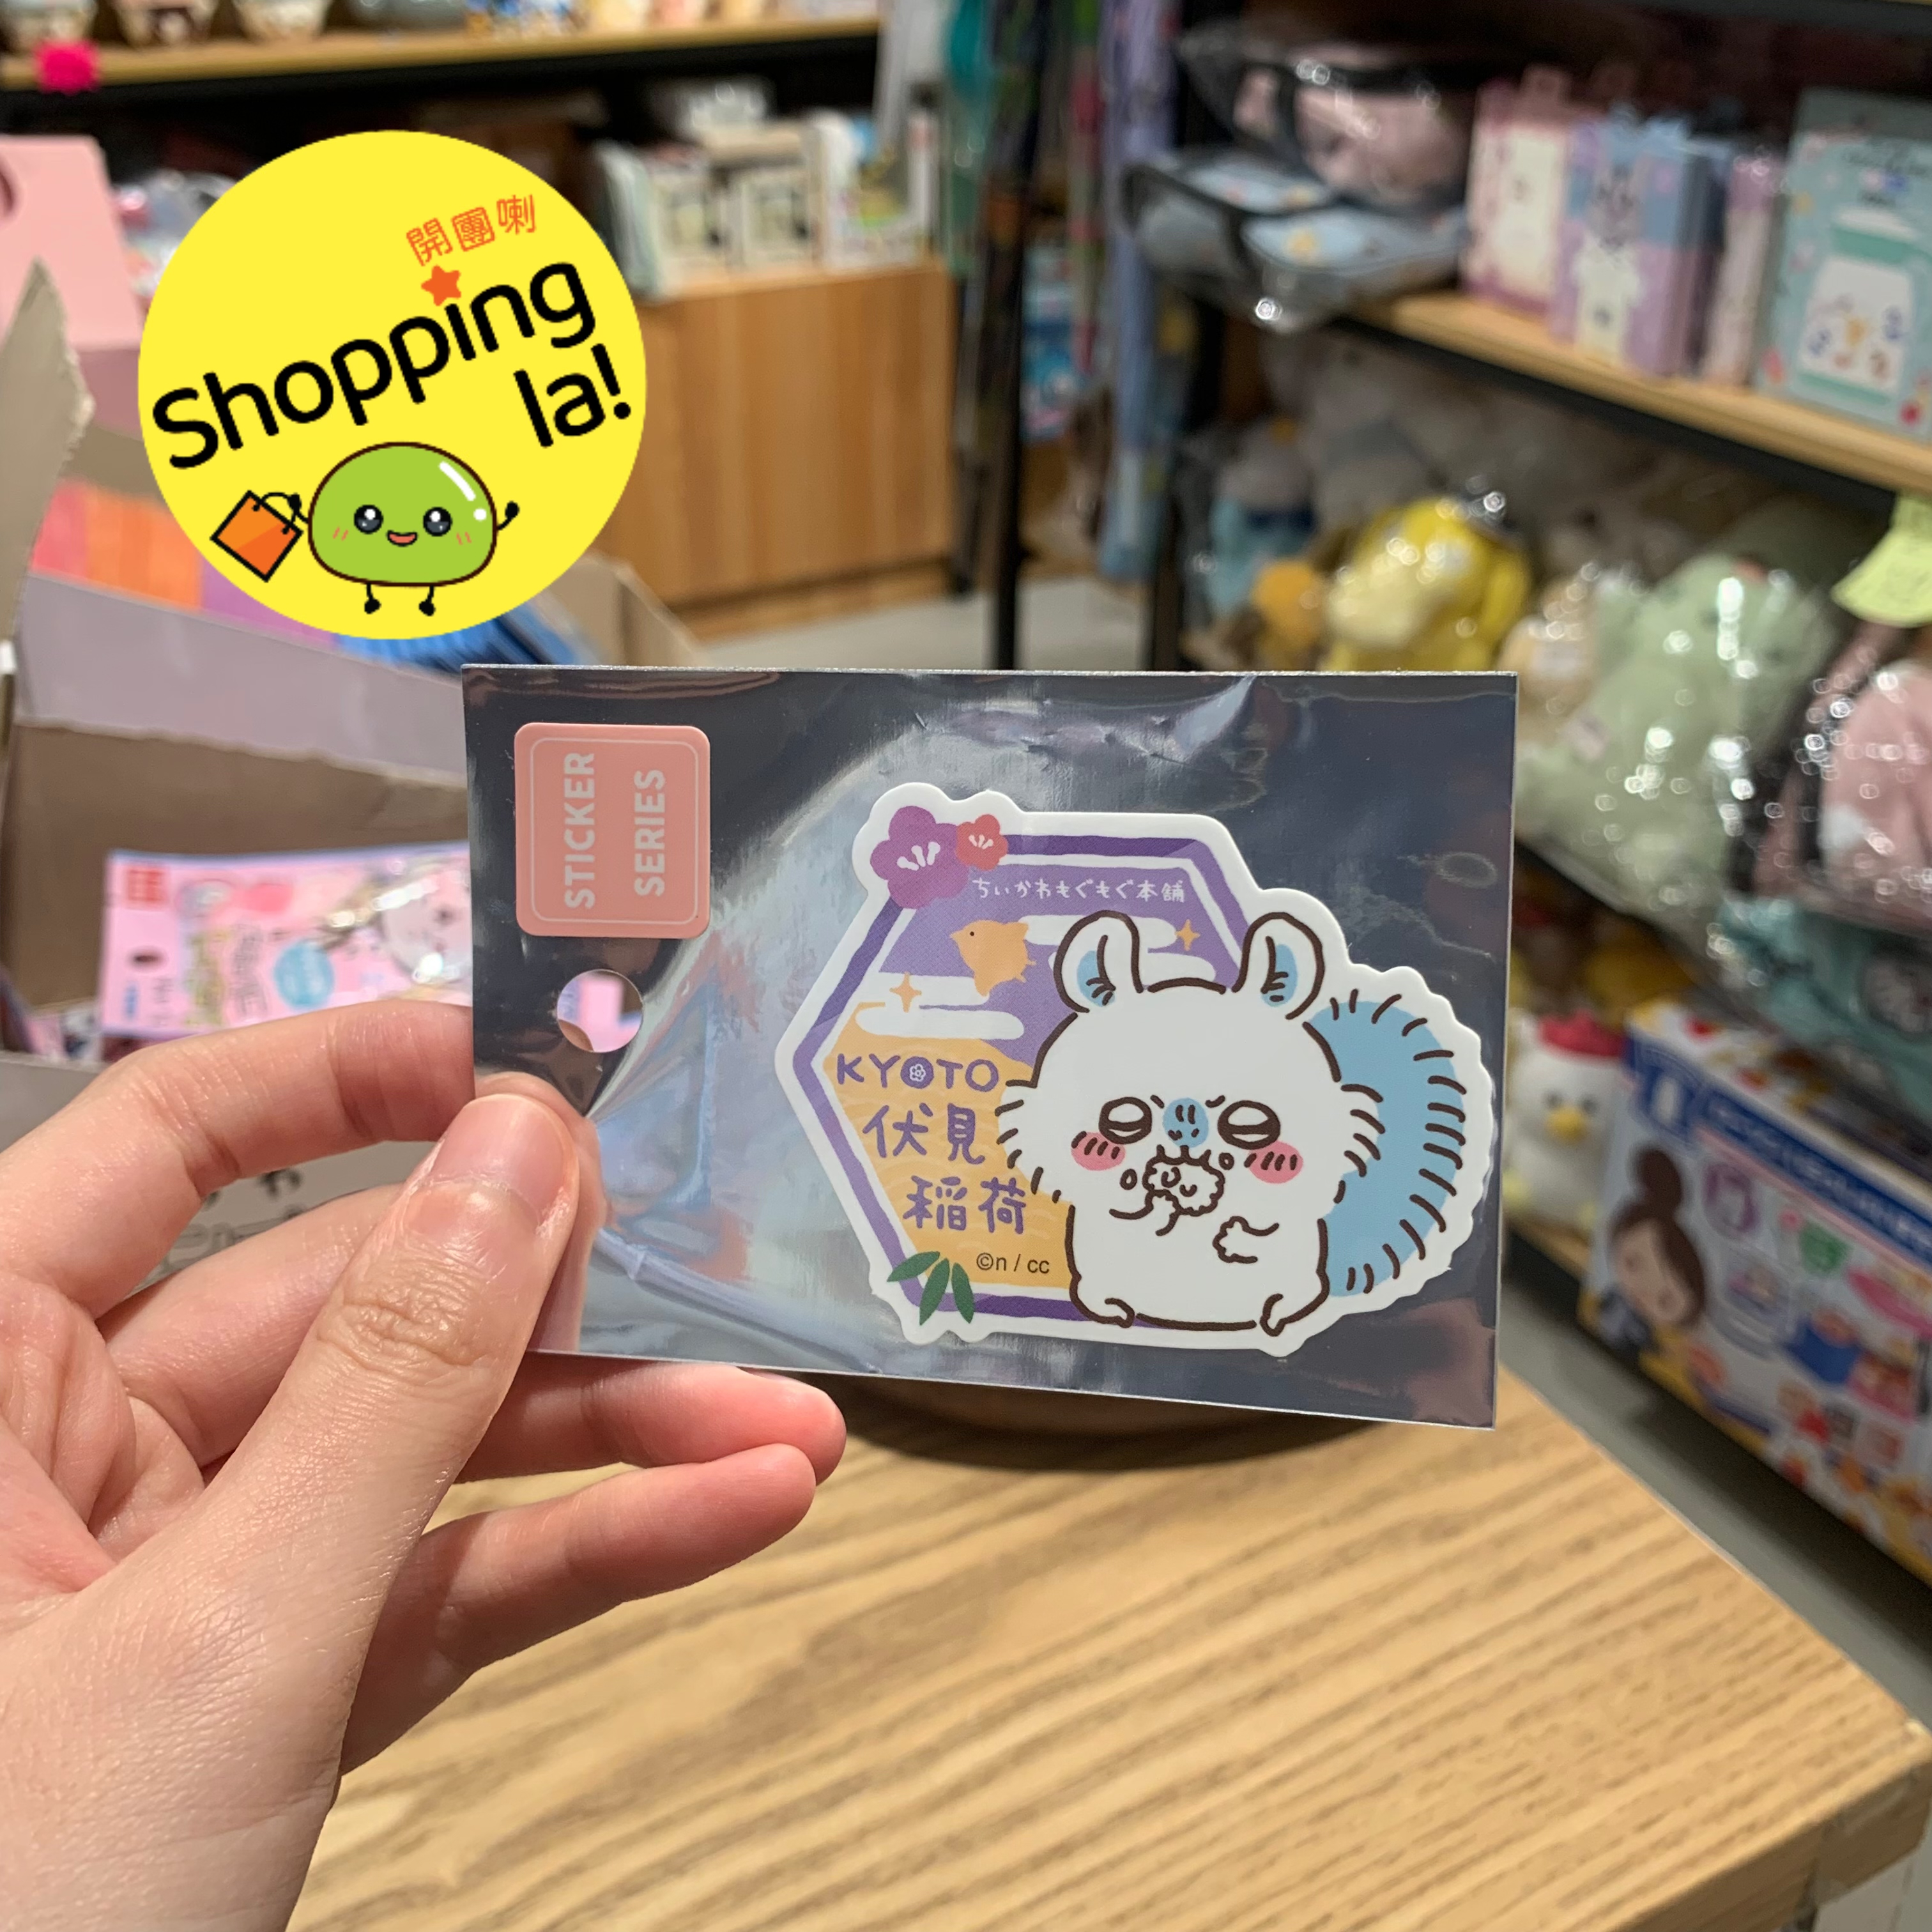 開團喇
Shopping
la!
STICKER
SERIES
ちいかわもぐもぐ本舗
KYOTO
伏見
稲荷
©n / cc